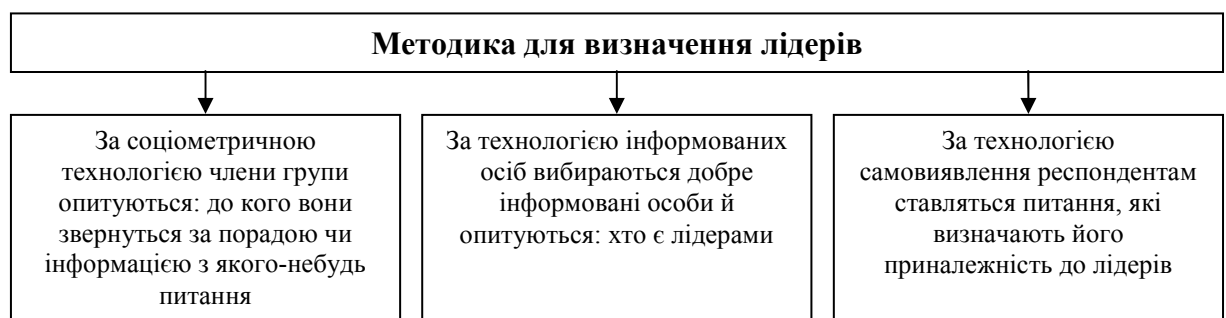 Методика для визначення лідерів
За соціометричною
технологією члени групи
опитуються: до кого вони
звернуться за порадою чи
інформацією з якого-небудь
питання
За технологією інформованих
осіб вибираються добре
інформовані особи й
опитуються: хто є лідерами
За технологією
самовиявлення респондентам
ставляться питання, які
визначають його
приналежність до лідерів